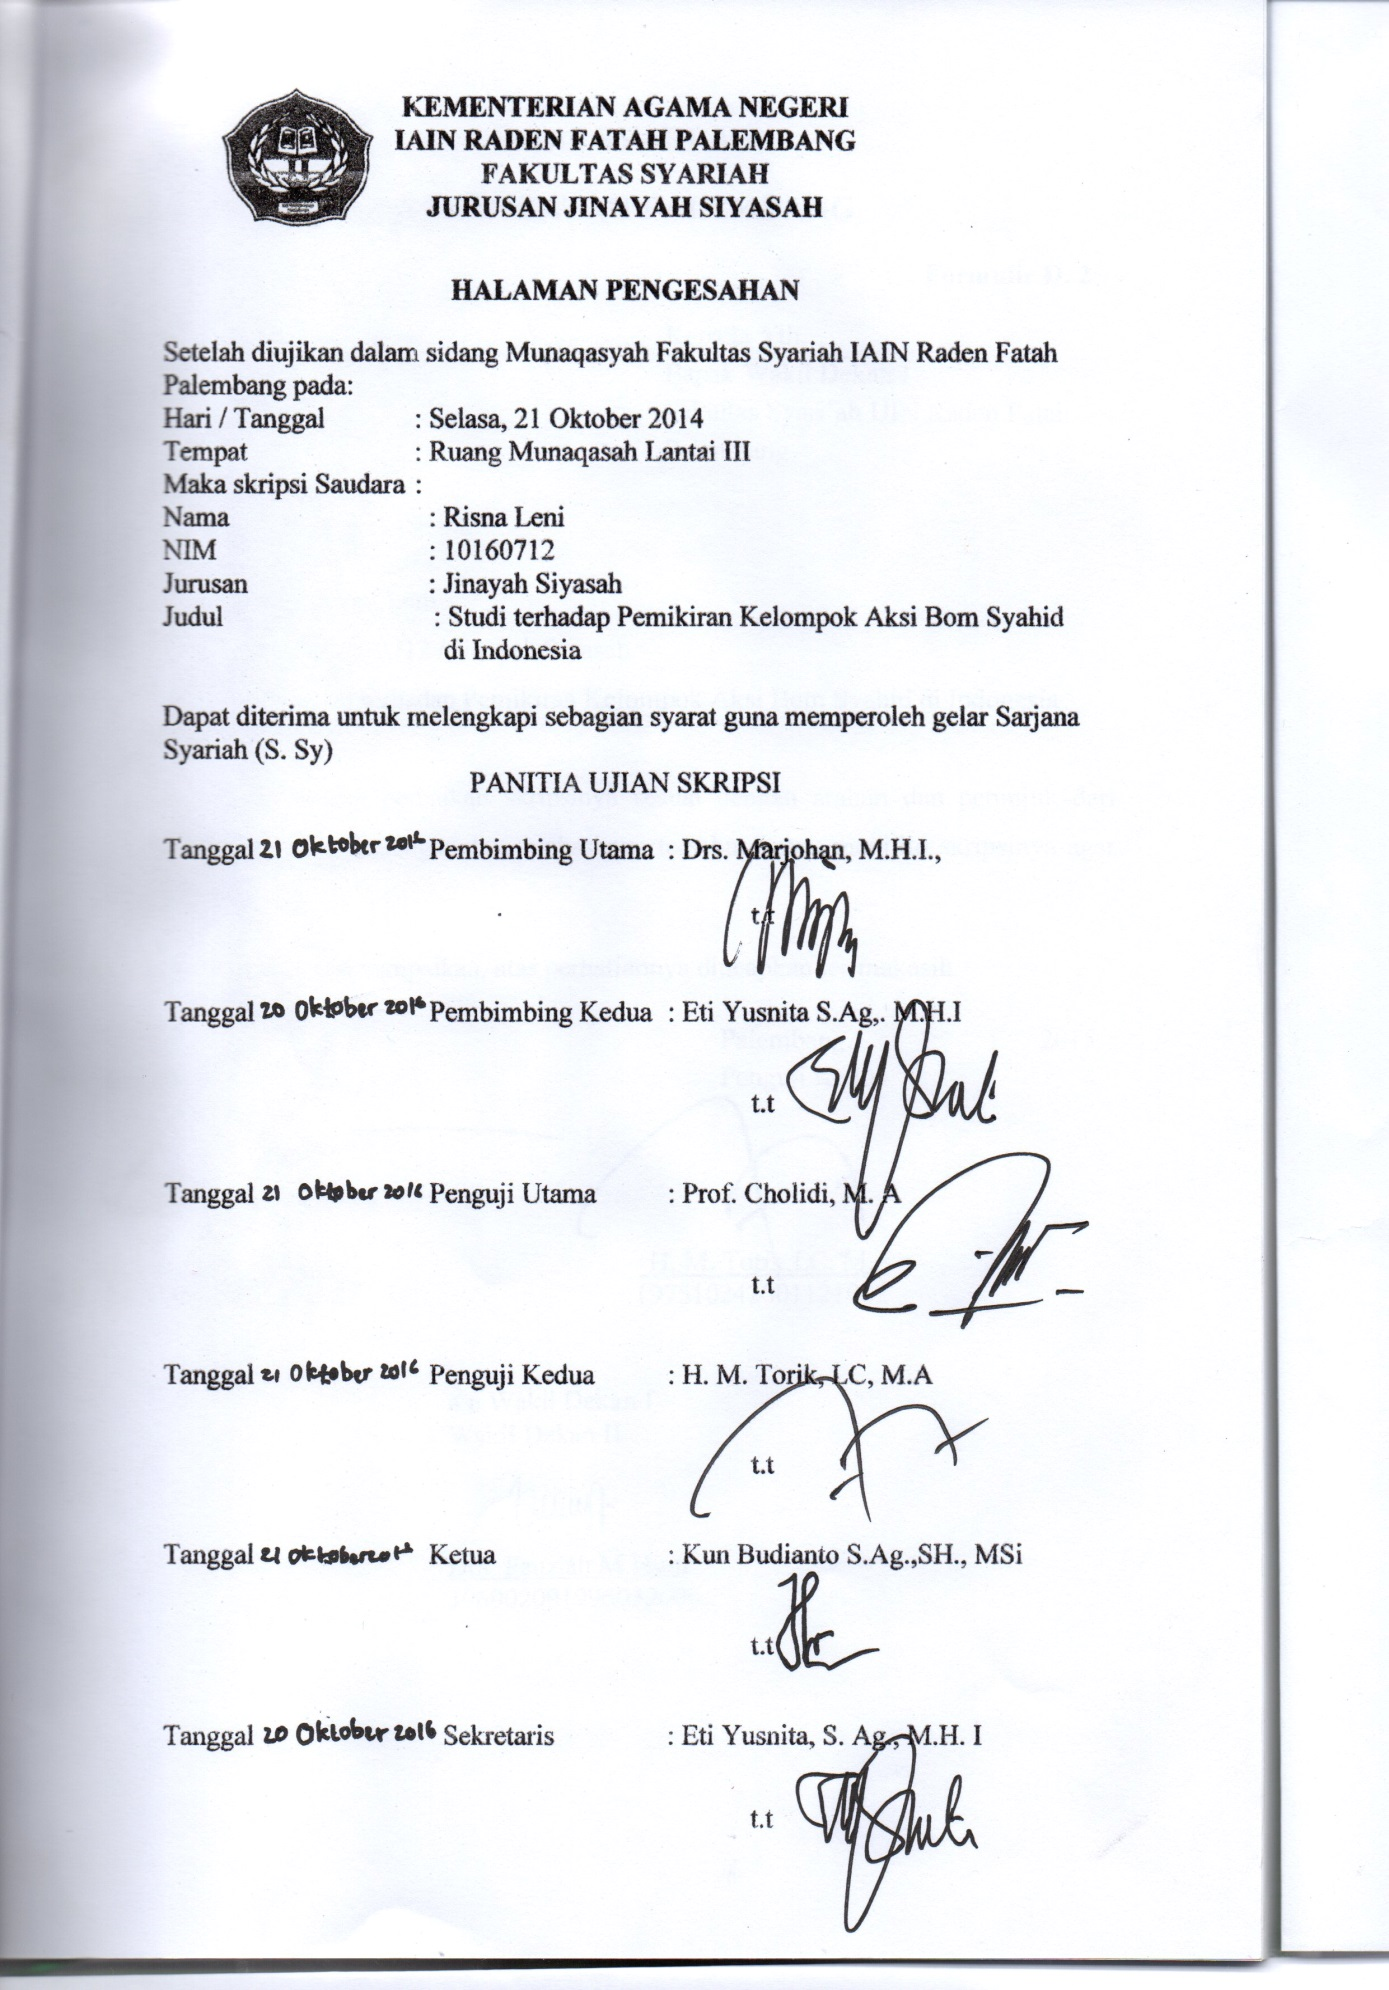 KEMENTERIAN AGAMA NEGERI
IAIN RADEN FATAH PALEMBANG
FAKULTAS SYARIAH
JURUSAN JINAYAH SIYASAH
HALAMAN PENGESAHAN
Setelah diujikan dalam sidang Munaqasyah Fakultas Syariah IAIN Raden Fatah
Palembang pada:
Hari / Tanggal : Selasa, 21 Oktober 2014
Tempat : Ruang Munaqasah Lantai III
Maka skripsi Saudara :
Nama : Risna Leni
NIM : 10160712
Jurusan : Jinayah Siyasah
Judul : Studi terhadap Pemikiran Kelompok Aksi Bom Syahid
di Indonesia
Dapat diterima untuk melengkapi sebagian syarat guna memperoleh gelar Sarjana
Syariah (S. Sy)
PANITIA UJIAN SKRIPSI
Tanggal 21 Oktober Pembimbing Utama : Drs. Marjohan, M.H.I.,
t.t
Tanggal 20 Oktober 2016 Pembimbing Kedua : Eti Yusnita S.Ag,. M.H.I
t.t
Tanggal 21 Oktober 2016 Penguji Utama : Prof. Cholidi, M. A
t.t
Tanggal 21 Oktober 2016 Penguji Kedua : H. M. Torik, LC, M.A
t.t
Tanggal 21 Oktober Ketua : Kun Budianto S.Ag.,SH., MSi
t.t
Tanggal 20 Oktober 2016 Sekretaris : Eti Yusnita, S. Ag., M.H. I
t.t